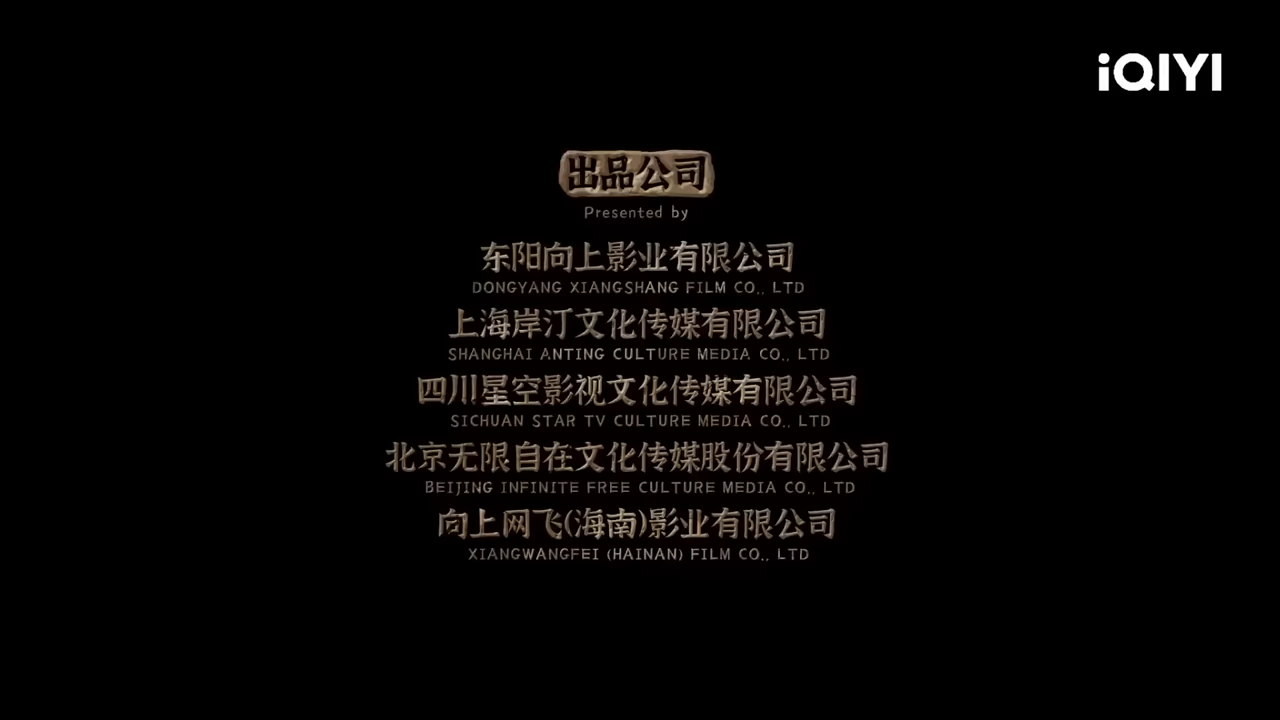 iQIYI
出品公司
Presented by
东阳向上影业有限公司
DONGYANG XIANGSHANG FILM CO., LTD
上海岸汀文化传媒有限公司
SHANGHAI ANTING CULTURE MEDIA CO., LTD
四川星空影视文化传媒有限公司
SICHUAN STAR TV CULTURE MEDIA CO., LTD
北京无限自在文化传媒股份有限公司
BEIJING INFINITE FREE CULTURE MEDIA CO., LTD
向上网飞(海南)影业有限公司
XIANGWANGFEI (HAINAN) FILM CO., LTD